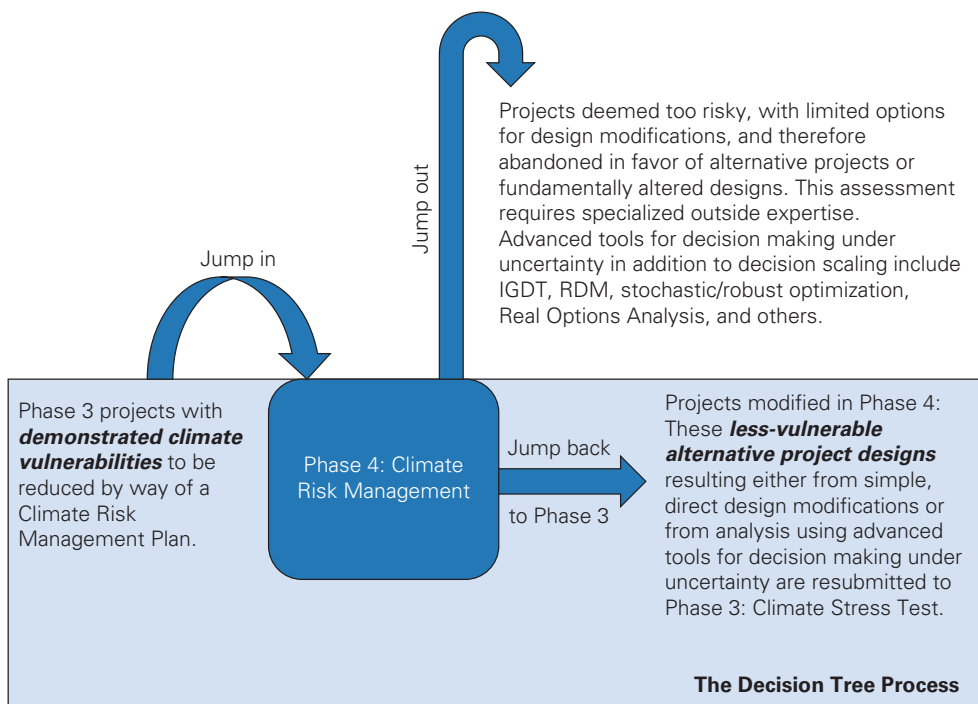 Jump out
Projects deemed too risky, with limited options
for design modifications, and therefore
abandoned in favor of alternative projects or
fundamentally altered designs. This assessment
requires specialized outside expertise.
Advanced tools for decision making under
uncertainty in addition to decision scaling include
IGDT, RDM, stochastic/robust optimization,
Real Options Analysis, and others.
Jump in
Phase 3 projects with
demonstrated climate
vulnerabilities to be
reduced by way of a
Climate Risk
Management Plan.
Phase 4: Climate
Risk Management
Jump back
to Phase 3
Projects modified in Phase 4:
These less-vulnerable
alternative project designs
resulting either from simple,
direct design modifications or
from analysis using advanced
tools for decision making under
uncertainty are resubmitted to
Phase 3: Climate Stress Test.
The Decision Tree Process